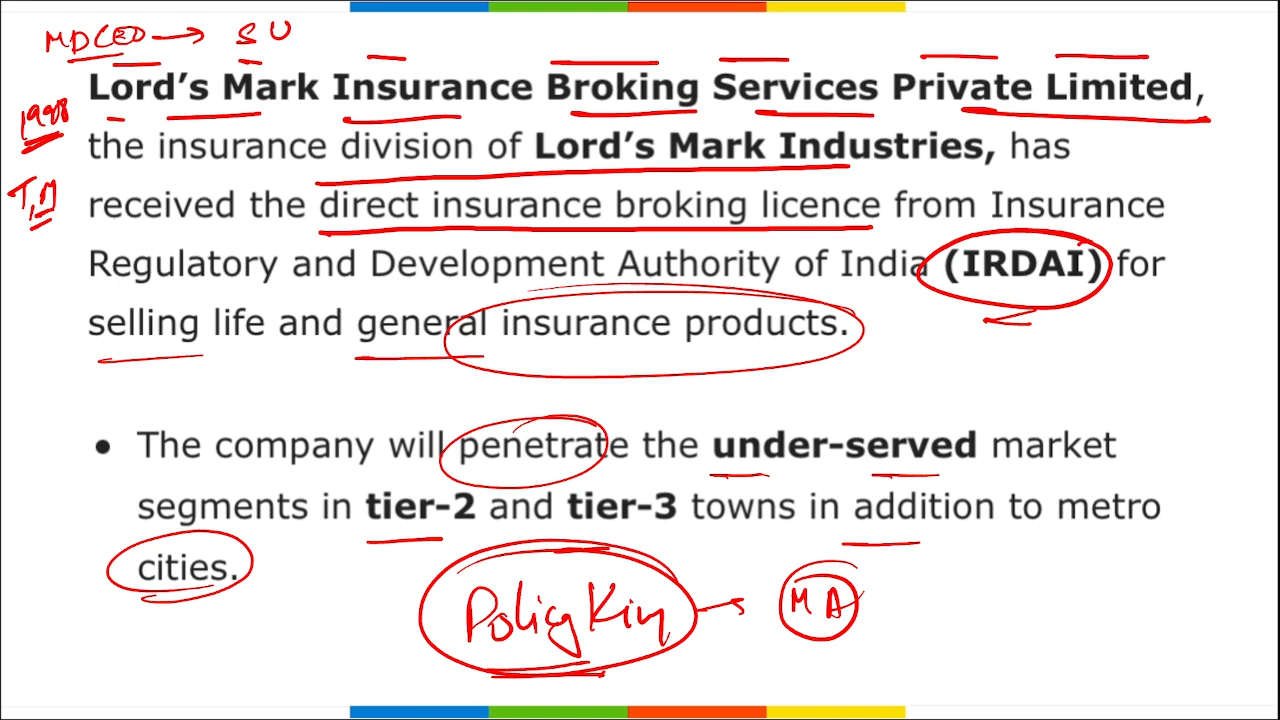 MD CEO → SU
Lord’s Mark Insurance Broking Services Private Limited,
1998
the insurance division of Lord’s Mark Industries, has
received the direct insurance broking licence from Insurance
Regulatory and Development Authority of India (IRDAI) for
selling life and general insurance products.
• The company will penetrate the under-served market
segments in tier-2 and tier-3 towns in addition to metro
cities.
Policy → MA